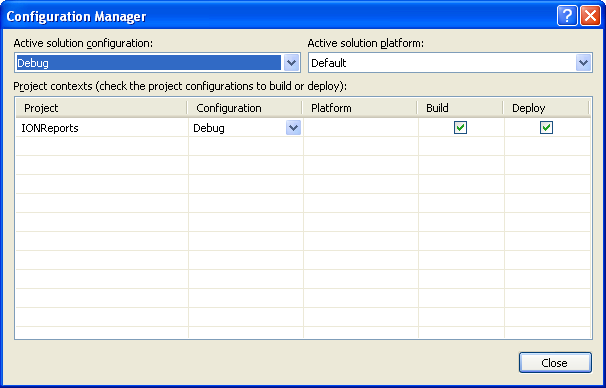 Configuration Manager
Active solution configuration: Active solution platform:
Debug Default
Project contexts (check the project configurations to build or deploy):
Project Configuration Platform Build Deploy
IONReports Debug
Close